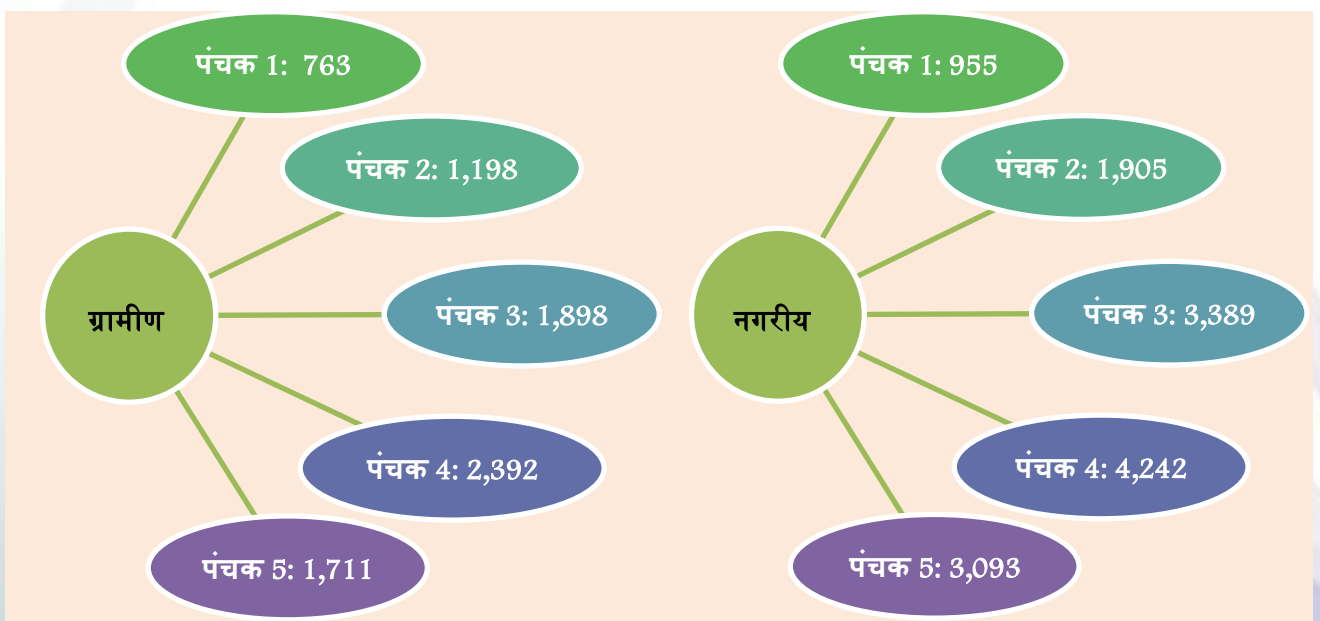 पंचक 1: 763
पंचक 2: 1,198
ग्रामीण
पंचक 3: 1,898
पंचक 4: 2,392
पंचक 5: 1,711
पंचक 1: 955
पंचक 2: 1,905
नगरीय
पंचक 3: 3,389
पंचक 4: 4,242
पंचक 5: 3,093